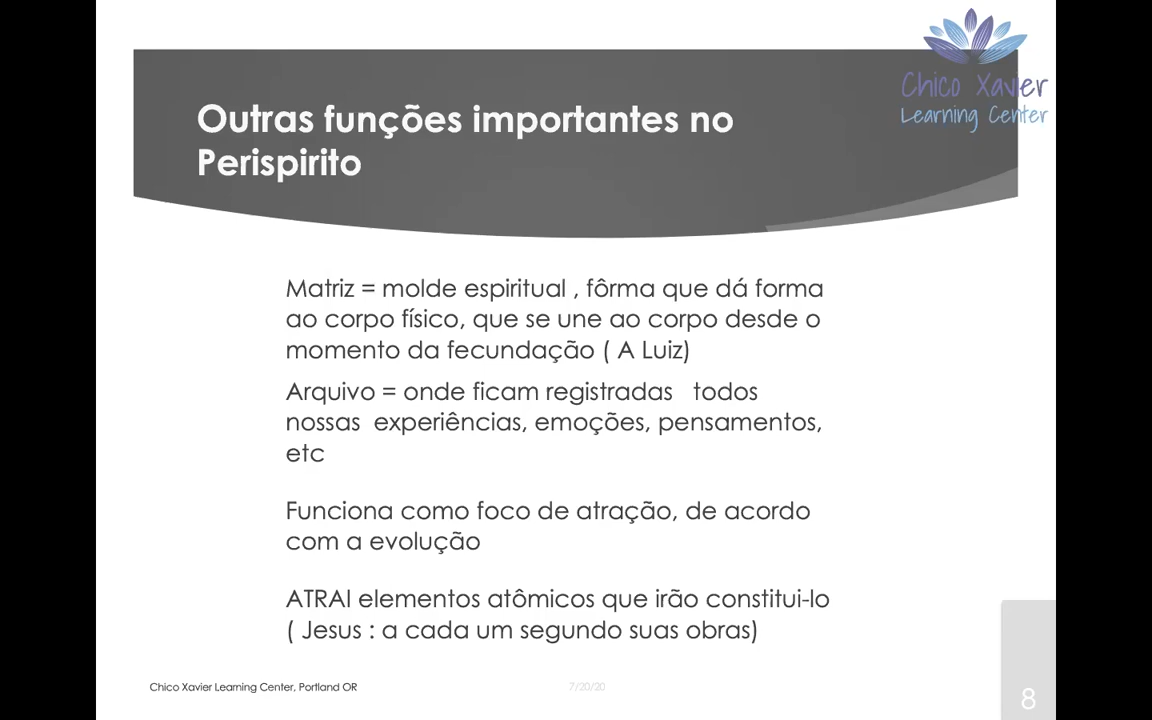 Chico Xavier
Learning Center
Outras funções importantes no
Perispirito
Matriz = molde espiritual , fôrma que dá forma
ao corpo físico, que se une ao corpo desde o
momento da fecundação ( A Luiz)
Arquivo = onde ficam registradas todos
nossas experiências, emoções, pensamentos,
etc
Funciona como foco de atração, de acordo
com a evolução
ATRAI elementos atômicos que irão constitui-lo
( Jesus : a cada um segundo suas obras)
Chico Xavier Learning Center, Portland OR
7/20/20
8